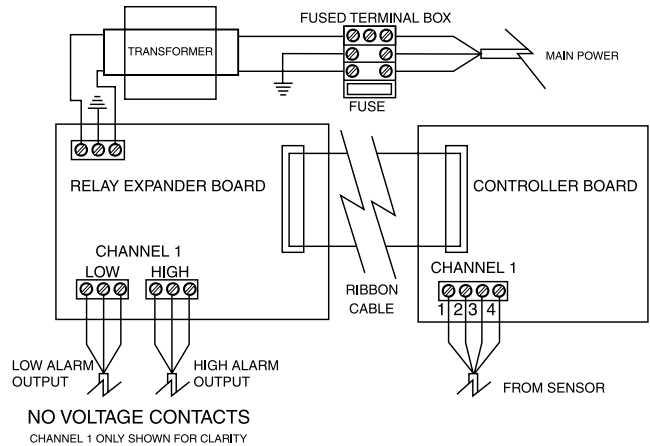 FUSED TERMINAL BOX
TRANSFORMER
MAIN POWER
FUSE
RELAY EXPANDER BOARD
CONTROLLER BOARD
CHANNEL 1
LOW
HIGH
RIBBON
CABLE
CHANNEL 1
1 2 3 4
LOW ALARM
OUTPUT
HIGH ALARM
OUTPUT
FROM SENSOR
NO VOLTAGE CONTACTS
CHANNEL 1 ONLY SHOWN FOR CLARITY